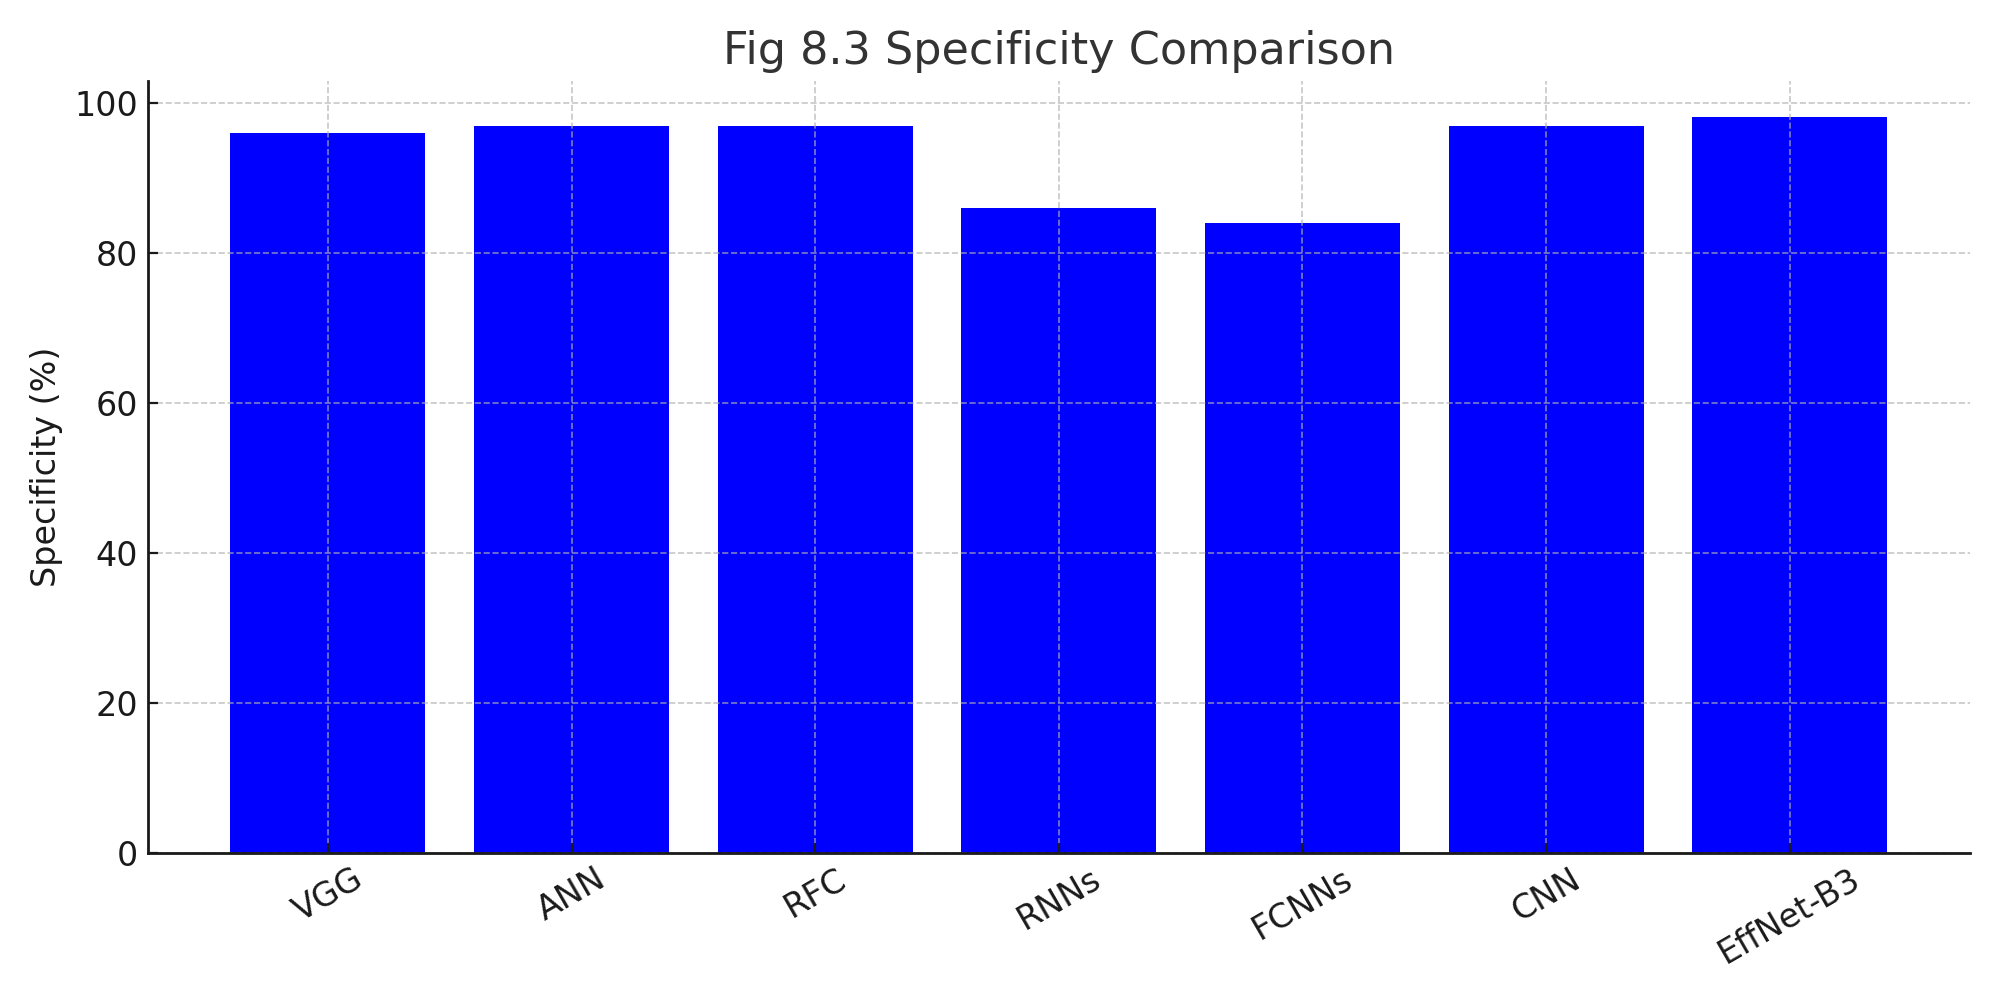 Fig 8.3 Specificity Comparison
Specificity (%)
100
80
60
40
20
0
VGG
ANN
RFC
RNNs
FCNNs
CNN
EffNet-B3